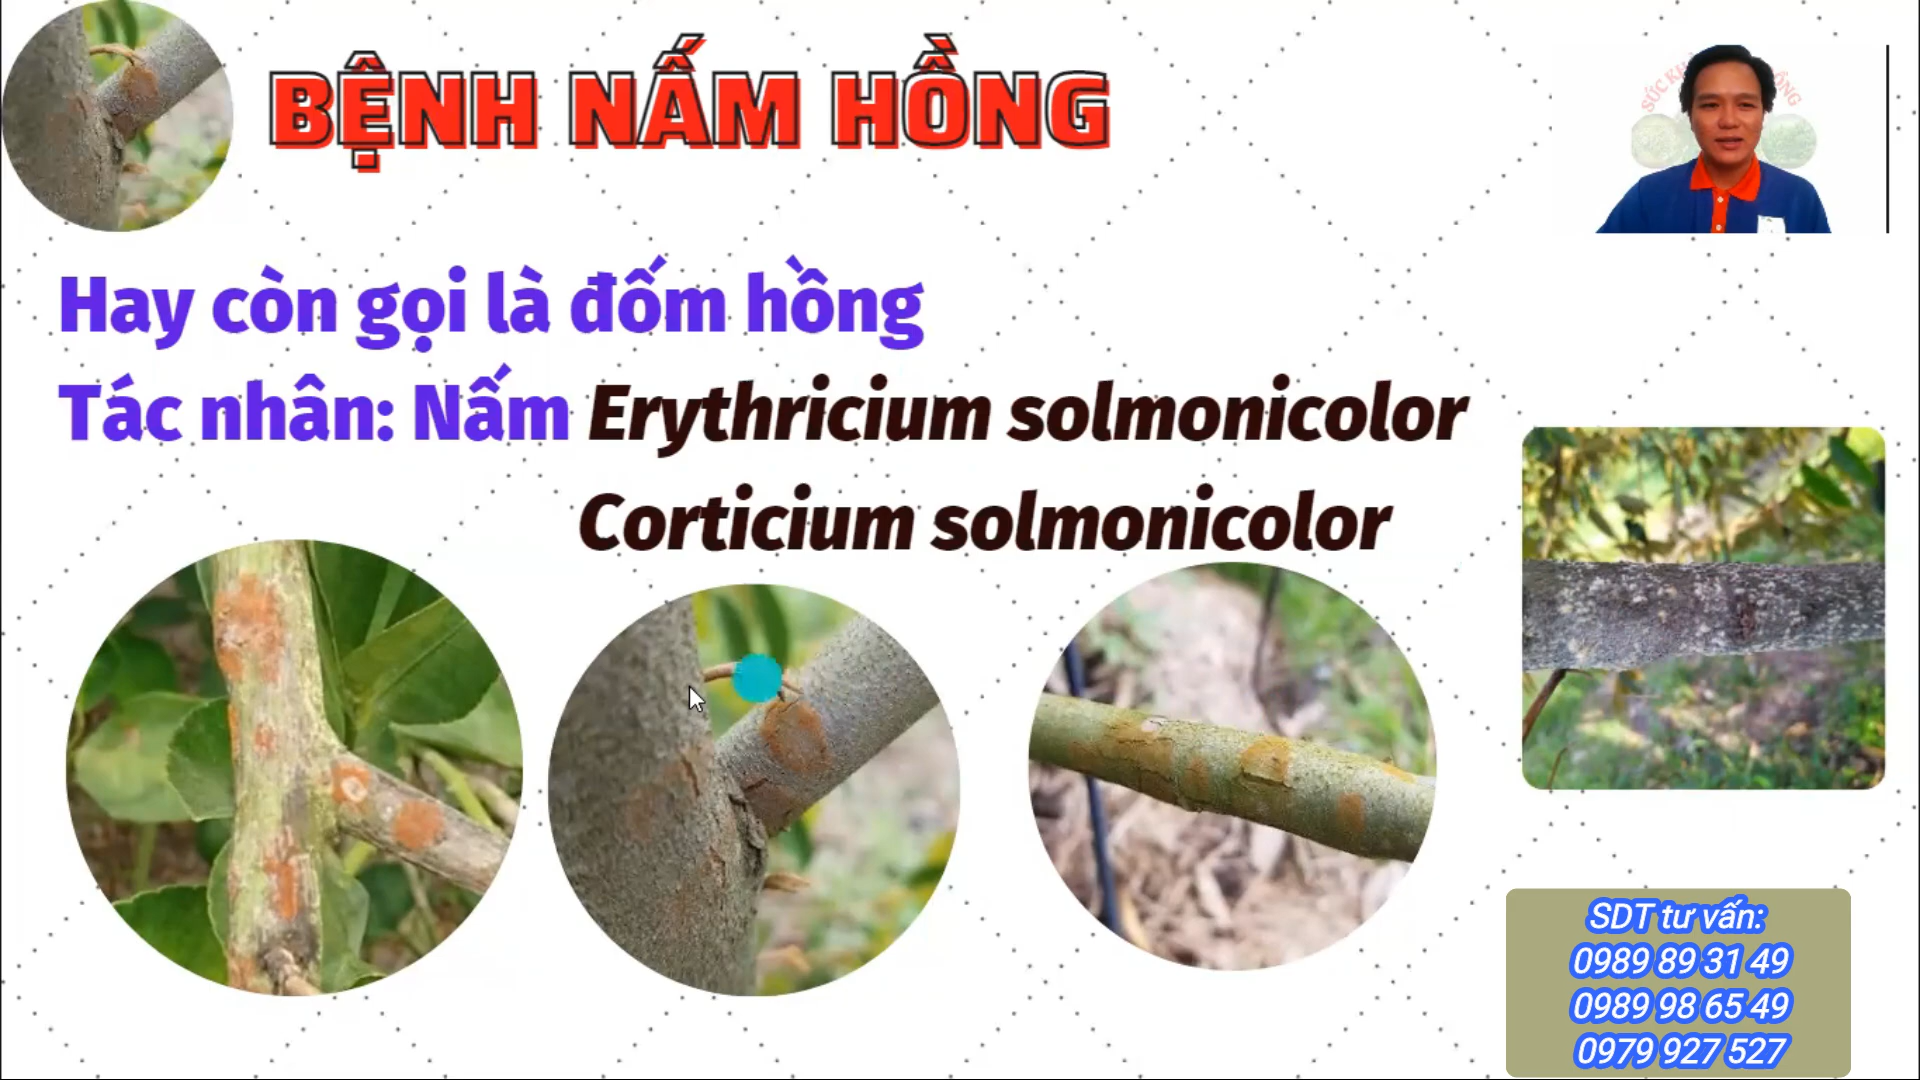 BỆNH NẤM HỒNG
Hay còn gọi là đốm hồng
Tác nhân: Nấm Erythricium solmonicolor
Corticium solmonicolor
SDT tư vấn:
0989 89 31 49
0989 98 65 49
0979 927 527